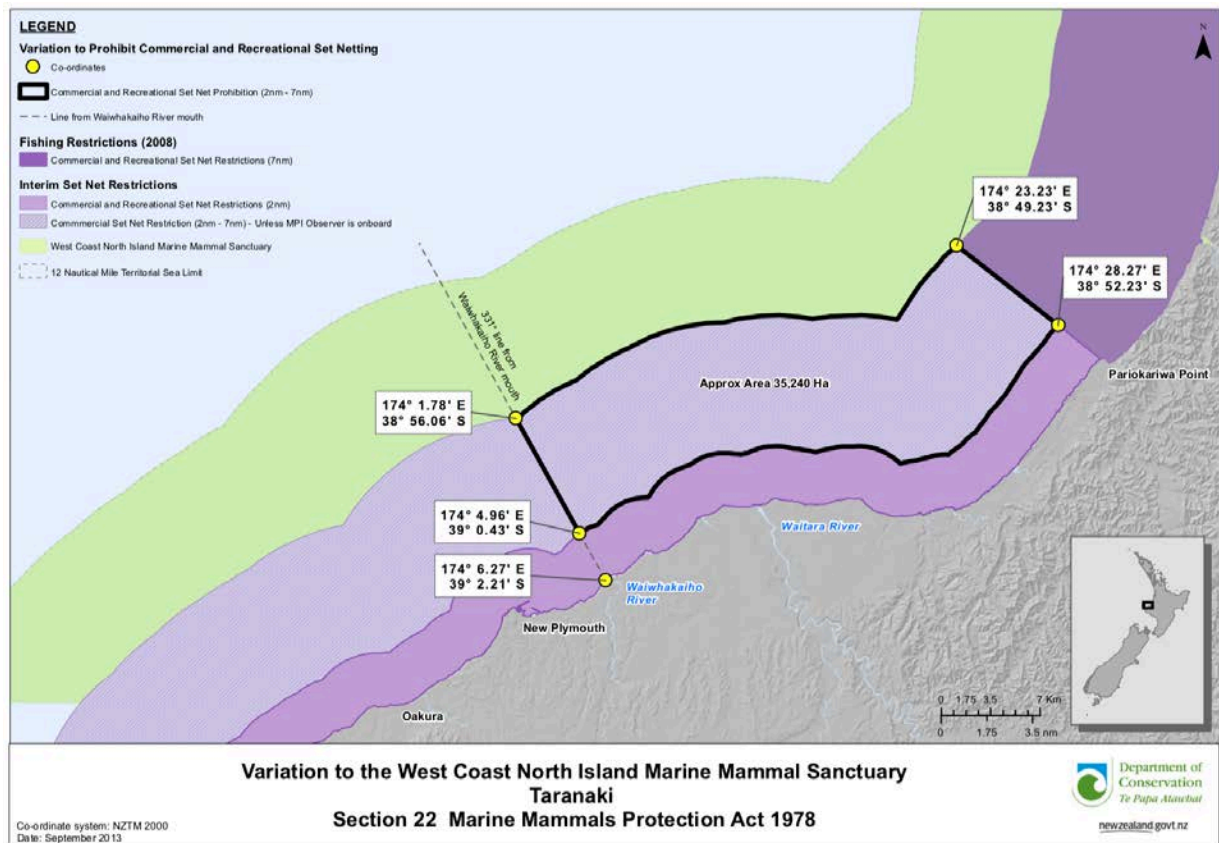 LEGEND
Variation to Prohibit Commercial and Recreational Set Netting
Co-ordinates
Commercial and Recreational Set Net Prohibition (2nm - 7nm)
Line from Waiwhakaiho River mouth
Fishing Restrictions (2008)
Commercial and Recreational Set Net Restrictions (7nm)
Interim Set Net Restrictions
Commercial and Recreational Set Net Restrictions (2nm)
Commmercial Set Net Restriction (2nm - 7nm) - Unless MPI Observer is onboard
West Coast North Island Marine Mammal Sanctuary
12 Nautical Mile Territorial Sea Limit
N
174° 23.23' E
38° 49.23' S
174° 28.27' E
38° 52.23' S
331° line from
Waiwhakaiho River mouth
Approx Area 35,240 Ha
Pariokariwa Point
174° 1.78' E
38° 56.06' S
174° 4.96' E
39° 0.43' S
174° 6.27' E
39° 2.21' S
Waitara River
Waiwhakaiho
River
New Plymouth
Oakura
0 1.75 3.5 7 Km
0 1.75 3.5 nm
Variation to the West Coast North Island Marine Mammal Sanctuary
Taranaki
Section 22 Marine Mammals Protection Act 1978
Co-ordinate system: NZTM 2000
Date: September 2013
Department of
Conservation
Te Papa Atawhai
newzealand.govt.nz